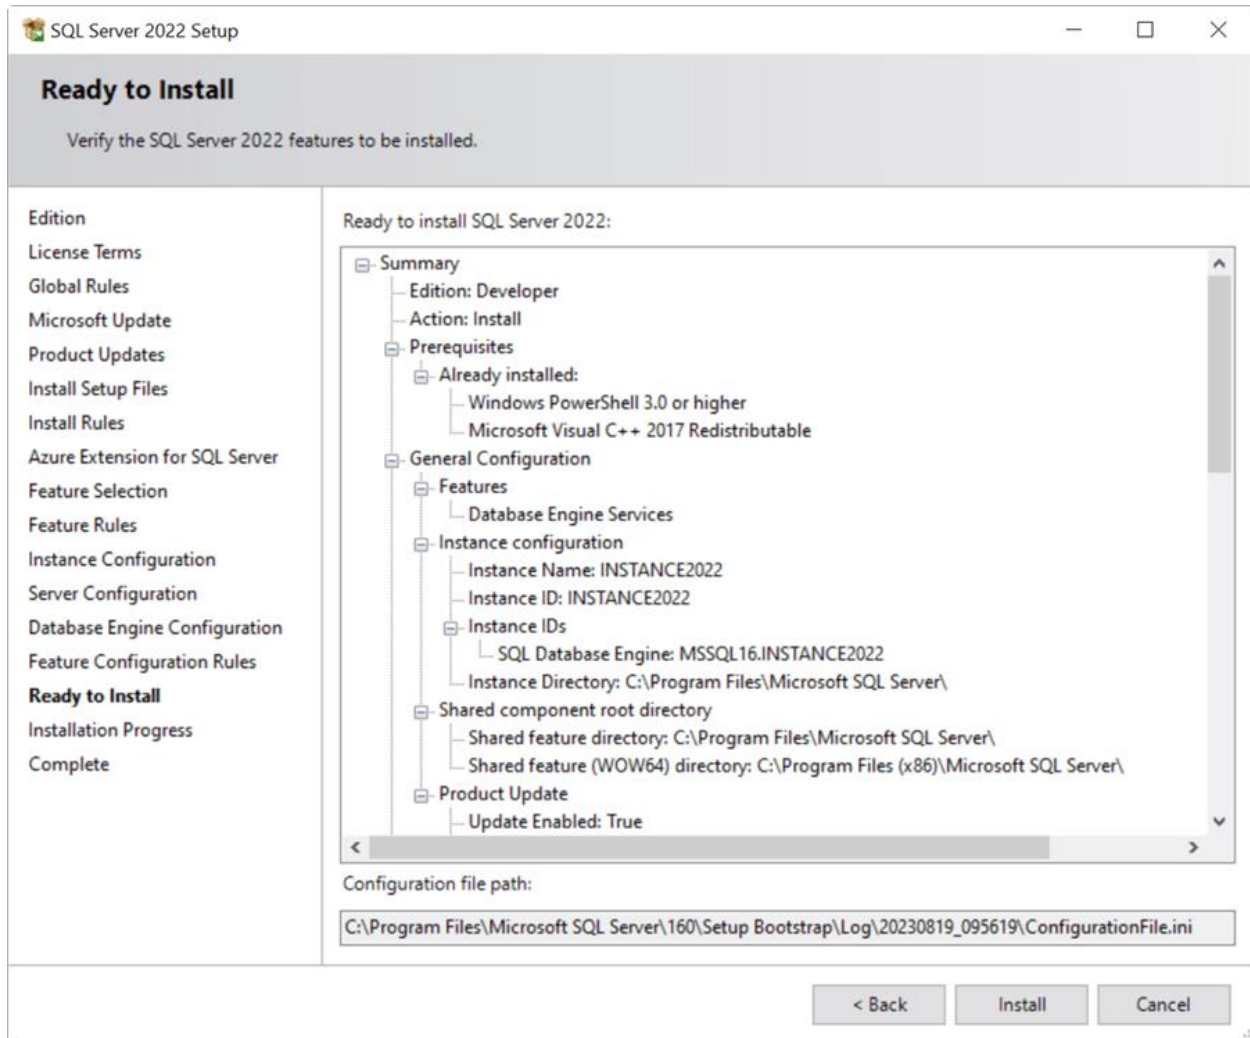 SQL Server 2022 Setup
Ready to Install
Verify the SQL Server 2022 features to be installed.
Edition
License Terms
Global Rules
Microsoft Update
Product Updates
Install Setup Files
Install Rules
Azure Extension for SQL Server
Feature Selection
Feature Rules
Instance Configuration
Server Configuration
Database Engine Configuration
Feature Configuration Rules
Ready to Install
Installation Progress
Complete
Ready to install SQL Server 2022:
Summary
Edition: Developer
Action: Install
Prerequisites
Already installed:
Windows PowerShell 3.0 or higher
Microsoft Visual C++ 2017 Redistributable
General Configuration
Features
Database Engine Services
Instance configuration
Instance Name: INSTANCE2022
Instance ID: INSTANCE2022
Instance IDs
SQL Database Engine: MSSQL16.INSTANCE2022
Instance Directory: C:\Program Files\Microsoft SQL Server\
Shared component root directory
Shared feature directory: C:\Program Files\Microsoft SQL Server\
Shared feature (WOW64) directory: C:\Program Files (x86)\Microsoft SQL Server\
Product Update
Update Enabled: True
Configuration file path:
C:\Program Files\Microsoft SQL Server\160\Setup Bootstrap\Log\20230819_095619\ConfigurationFile.ini
< Back
Install
Cancel